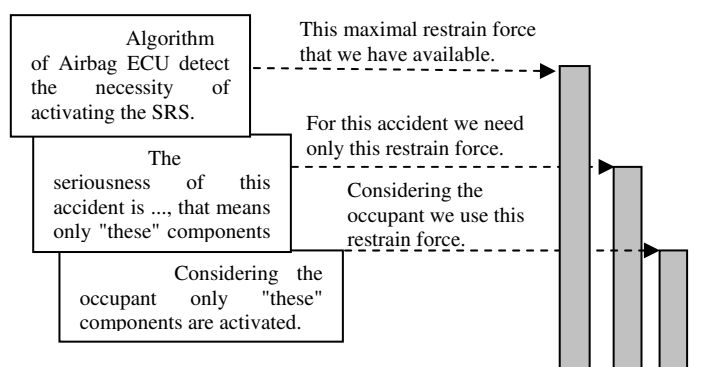 Algorithm
of Airbag ECU detect
the necessity of
activating the SRS.
This maximal restrain force
that we have available.
The
seriousness of this
accident is ..., that means
only "these" components
For this accident we need
only this restrain force.
Considering the
occupant only "these"
components are activated.
Considering the
occupant we use this
restrain force.